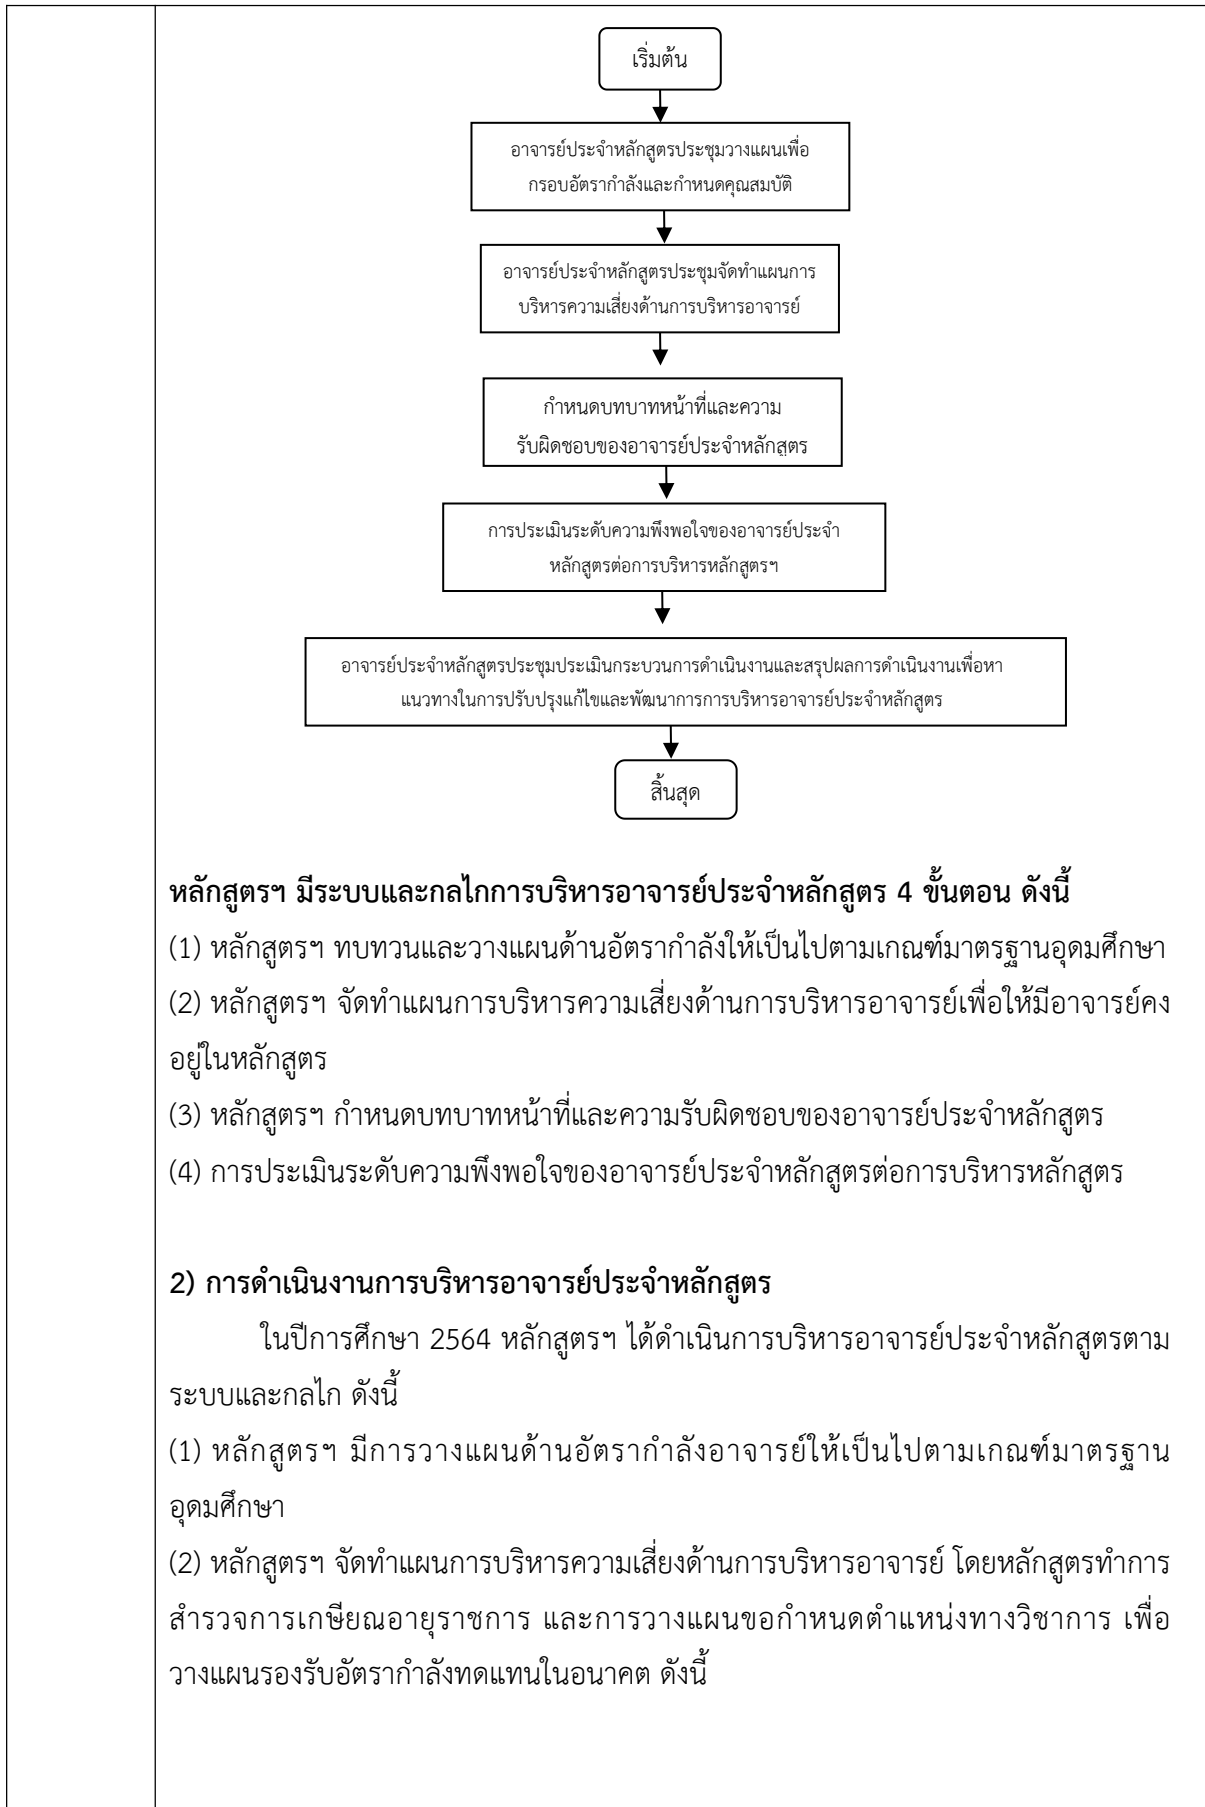 เริ่มต้น
อาจารย์ประจำหลักสูตรประชุมวางแผนเพื่อ
กรอบอัตรากำลังและกำหนดคุณสมบัติ
อาจารย์ประจำหลักสูตรประชุมจัดทำแผนการ
บริหารความเสี่ยงด้านการบริหารอาจารย์
กำหนดบทบาทหน้าที่และความ
รับผิดชอบของอาจารย์ประจำหลักสูตร
การประเมินระดับความพึงพอใจของอาจารย์ประจำ
หลักสูตรต่อการบริหารหลักสูตรฯ
อาจารย์ประจำหลักสูตรประชุมประเมินกระบวนการดำเนินงานและสรุปผลการดำเนินงานเพื่อหา
แนวทางในการปรับปรุงแก้ไขและพัฒนาการการบริหารอาจารย์ประจำหลักสูตร
สิ้นสุด
หลักสูตรฯ มีระบบและกลไกการบริหารอาจารย์ประจำหลักสูตร 4 ขั้นตอน ดังนี้
(1) หลักสูตรฯ ทบทวนและวางแผนด้านอัตรากำลังให้เป็นไปตามเกณฑ์มาตรฐานอุดมศึกษา
(2) หลักสูตรฯ จัดทำแผนการบริหารความเสี่ยงด้านการบริหารอาจารย์เพื่อให้มีอาจารย์คง
อยู่ในหลักสูตร
(3) หลักสูตรฯ กำหนดบทบาทหน้าที่และความรับผิดชอบของอาจารย์ประจำหลักสูตร
(4) การประเมินระดับความพึงพอใจของอาจารย์ประจำหลักสูตรต่อการบริหารหลักสูตร
2) การดำเนินงานการบริหารอาจารย์ประจำหลักสูตร
ในปีการศึกษา 2564 หลักสูตรฯ ได้ดำเนินการบริหารอาจารย์ประจำหลักสูตรตาม
ระบบและกลไก ดังนี้
(1) หลักสูตรฯ มีการวางแผนด้านอัตรากำลังอาจารย์ให้เป็นไปตามเกณฑ์มาตรฐาน
อุดมศึกษา
(2) หลักสูตรฯ จัดทำแผนการบริหารความเสี่ยงด้านการบริหารอาจารย์ โดยหลักสูตรทำการ
สำรวจการเกษียณอายุราชการ และการวางแผนขอกำหนดตำแหน่งทางวิชาการ เพื่อ
วางแผนรองรับอัตรากำลังทดแทนในอนาคต ดังนี้